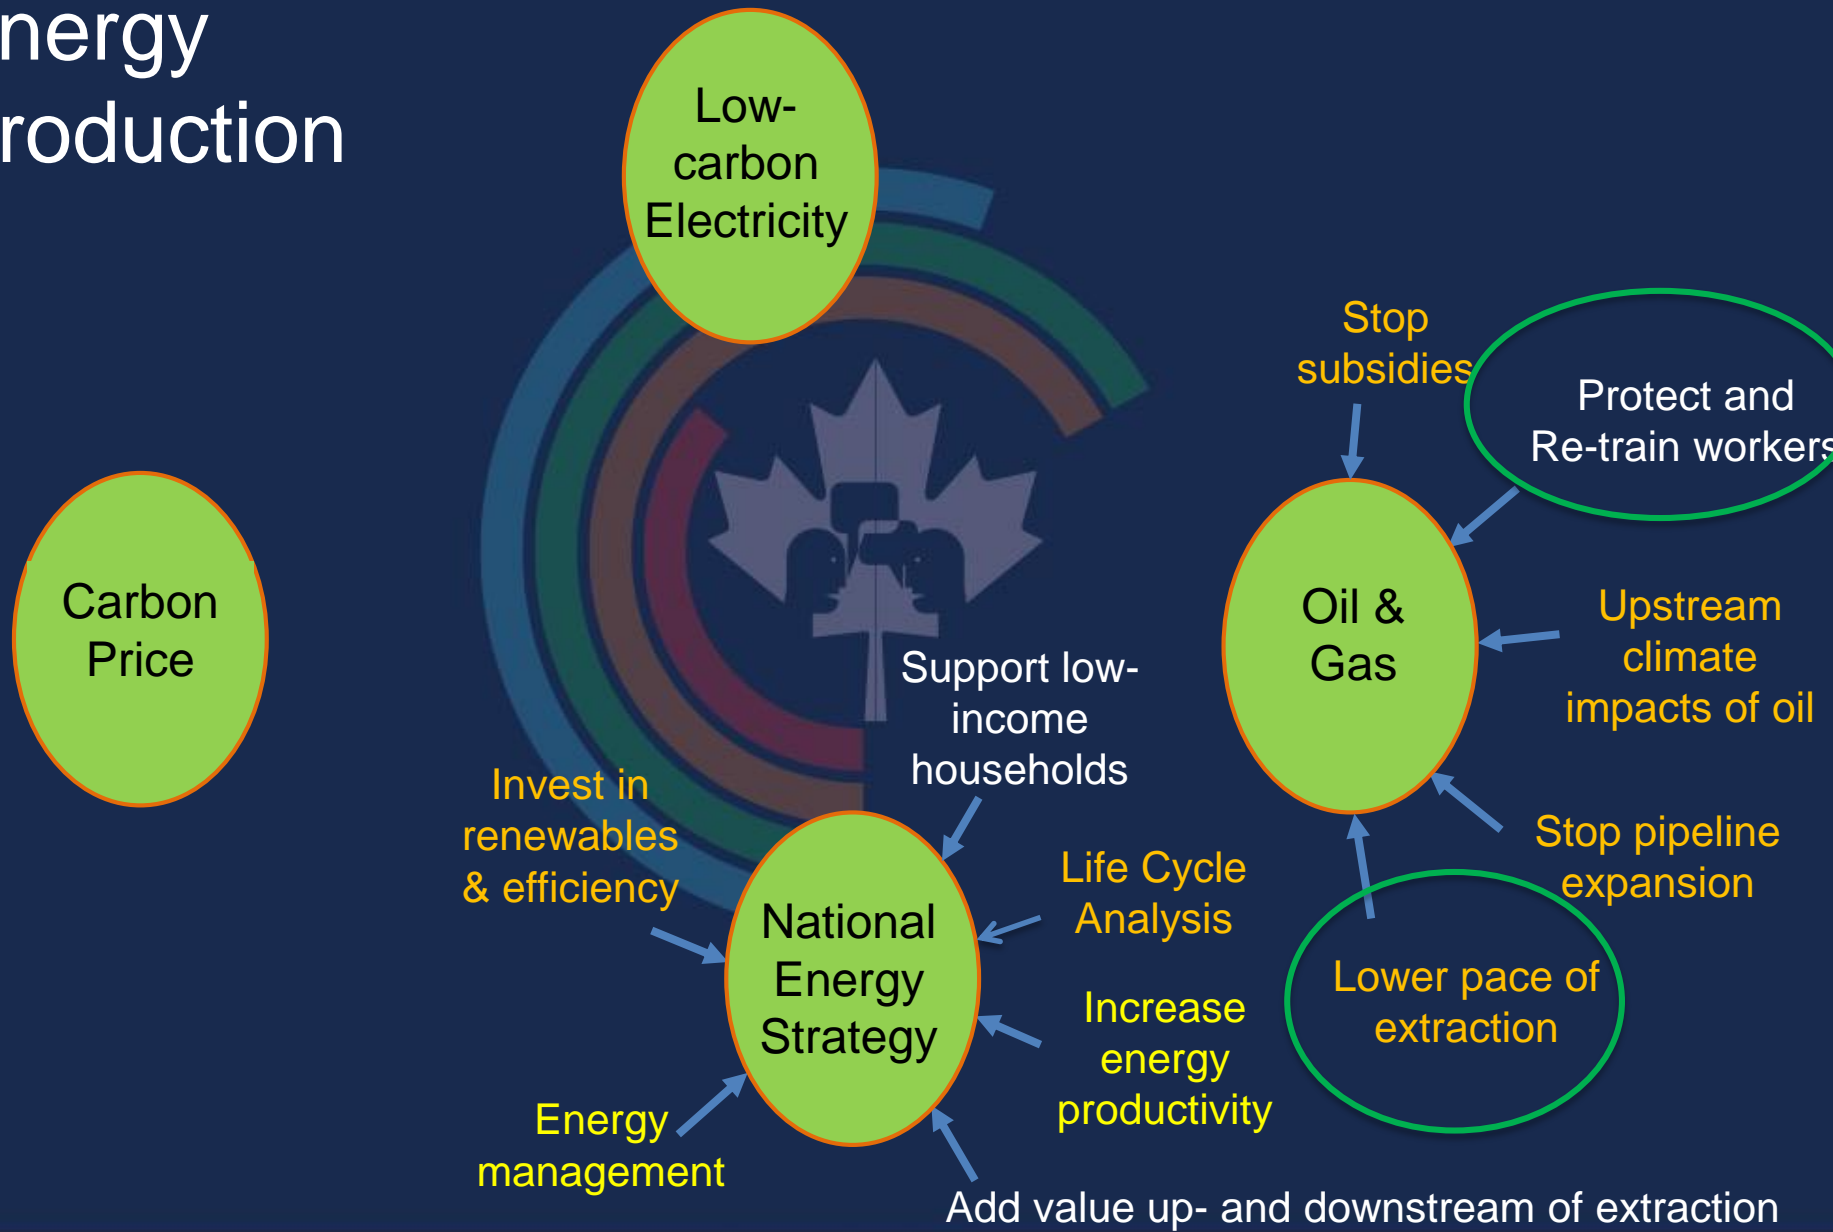 nergy
roduction
Low-
carbon
Electricity
Stop
subsidies
Protect and
Re-train workers
Carbon
Price
Oil &
Gas
Upstream
climate
impacts of oil
Support low-
income
households
Invest in
renewables
& efficiency
Life Cycle
Analysis
Stop pipeline
expansion
National
Energy
Strategy
Lower pace of
extraction
Increase
energy
productivity
Energy
management
Add value up- and downstream of extraction